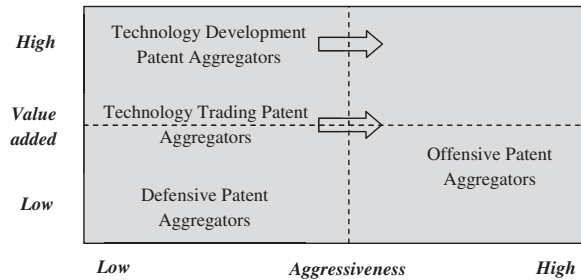 High
Technology Development
Patent Aggregators
Value
added
Technology Trading Patent
Aggregators
Offensive Patent
Aggregators
Low
Defensive Patent
Aggregators
Low
Aggressiveness
High